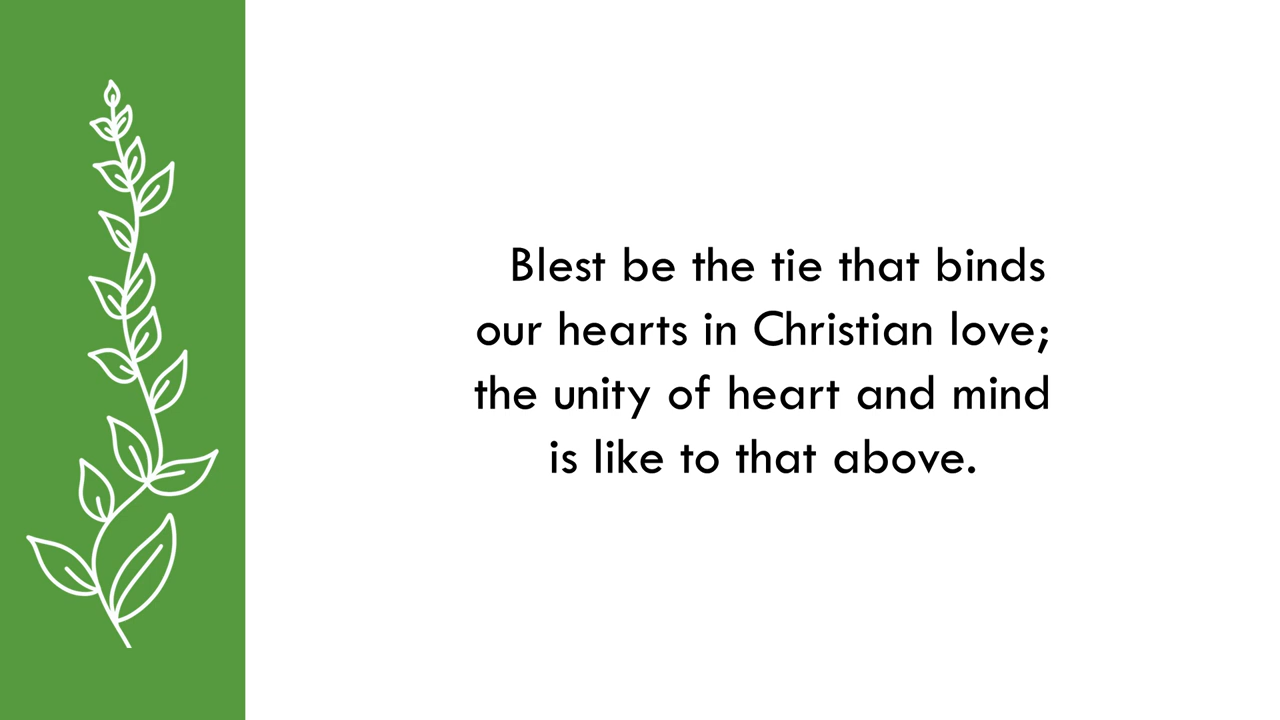 Blest be the tie that binds
our hearts in Christian love;
the unity of heart and mind
is like to that above.